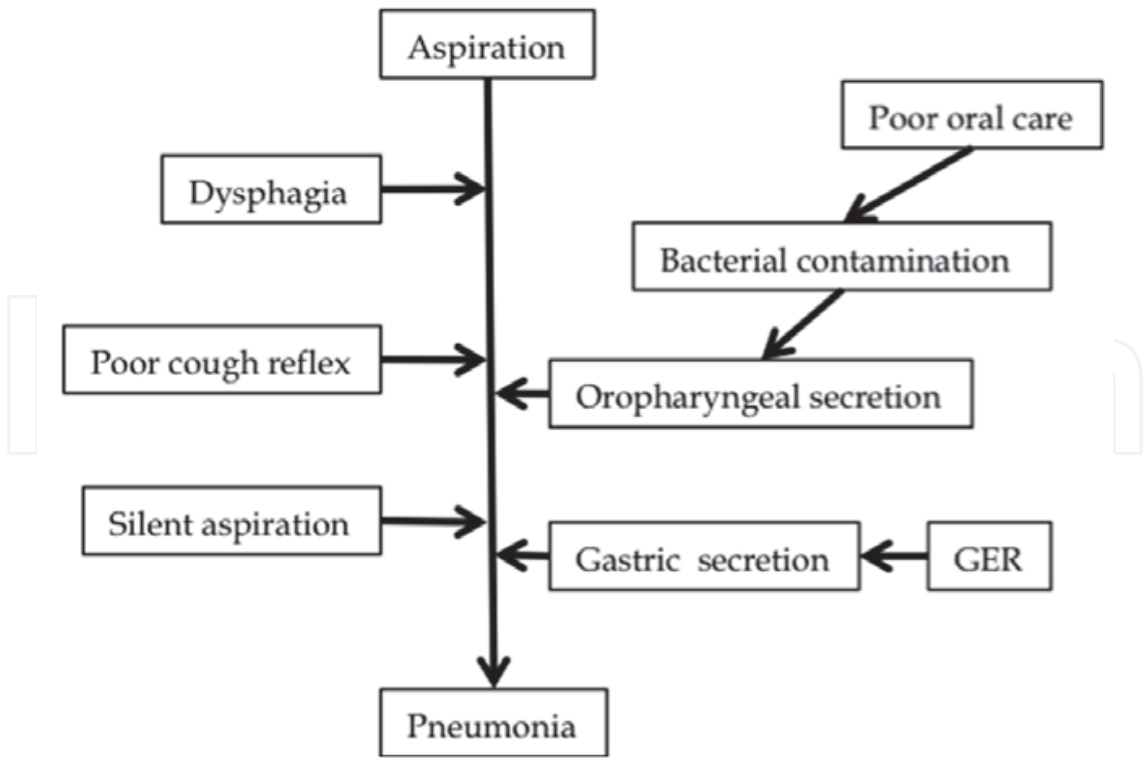 Aspiration
Poor oral care
Dysphagia
Bacterial contamination
Poor cough reflex
Oropharyngeal secretion
Silent aspiration
Gastric secretion
GER
Pneumonia